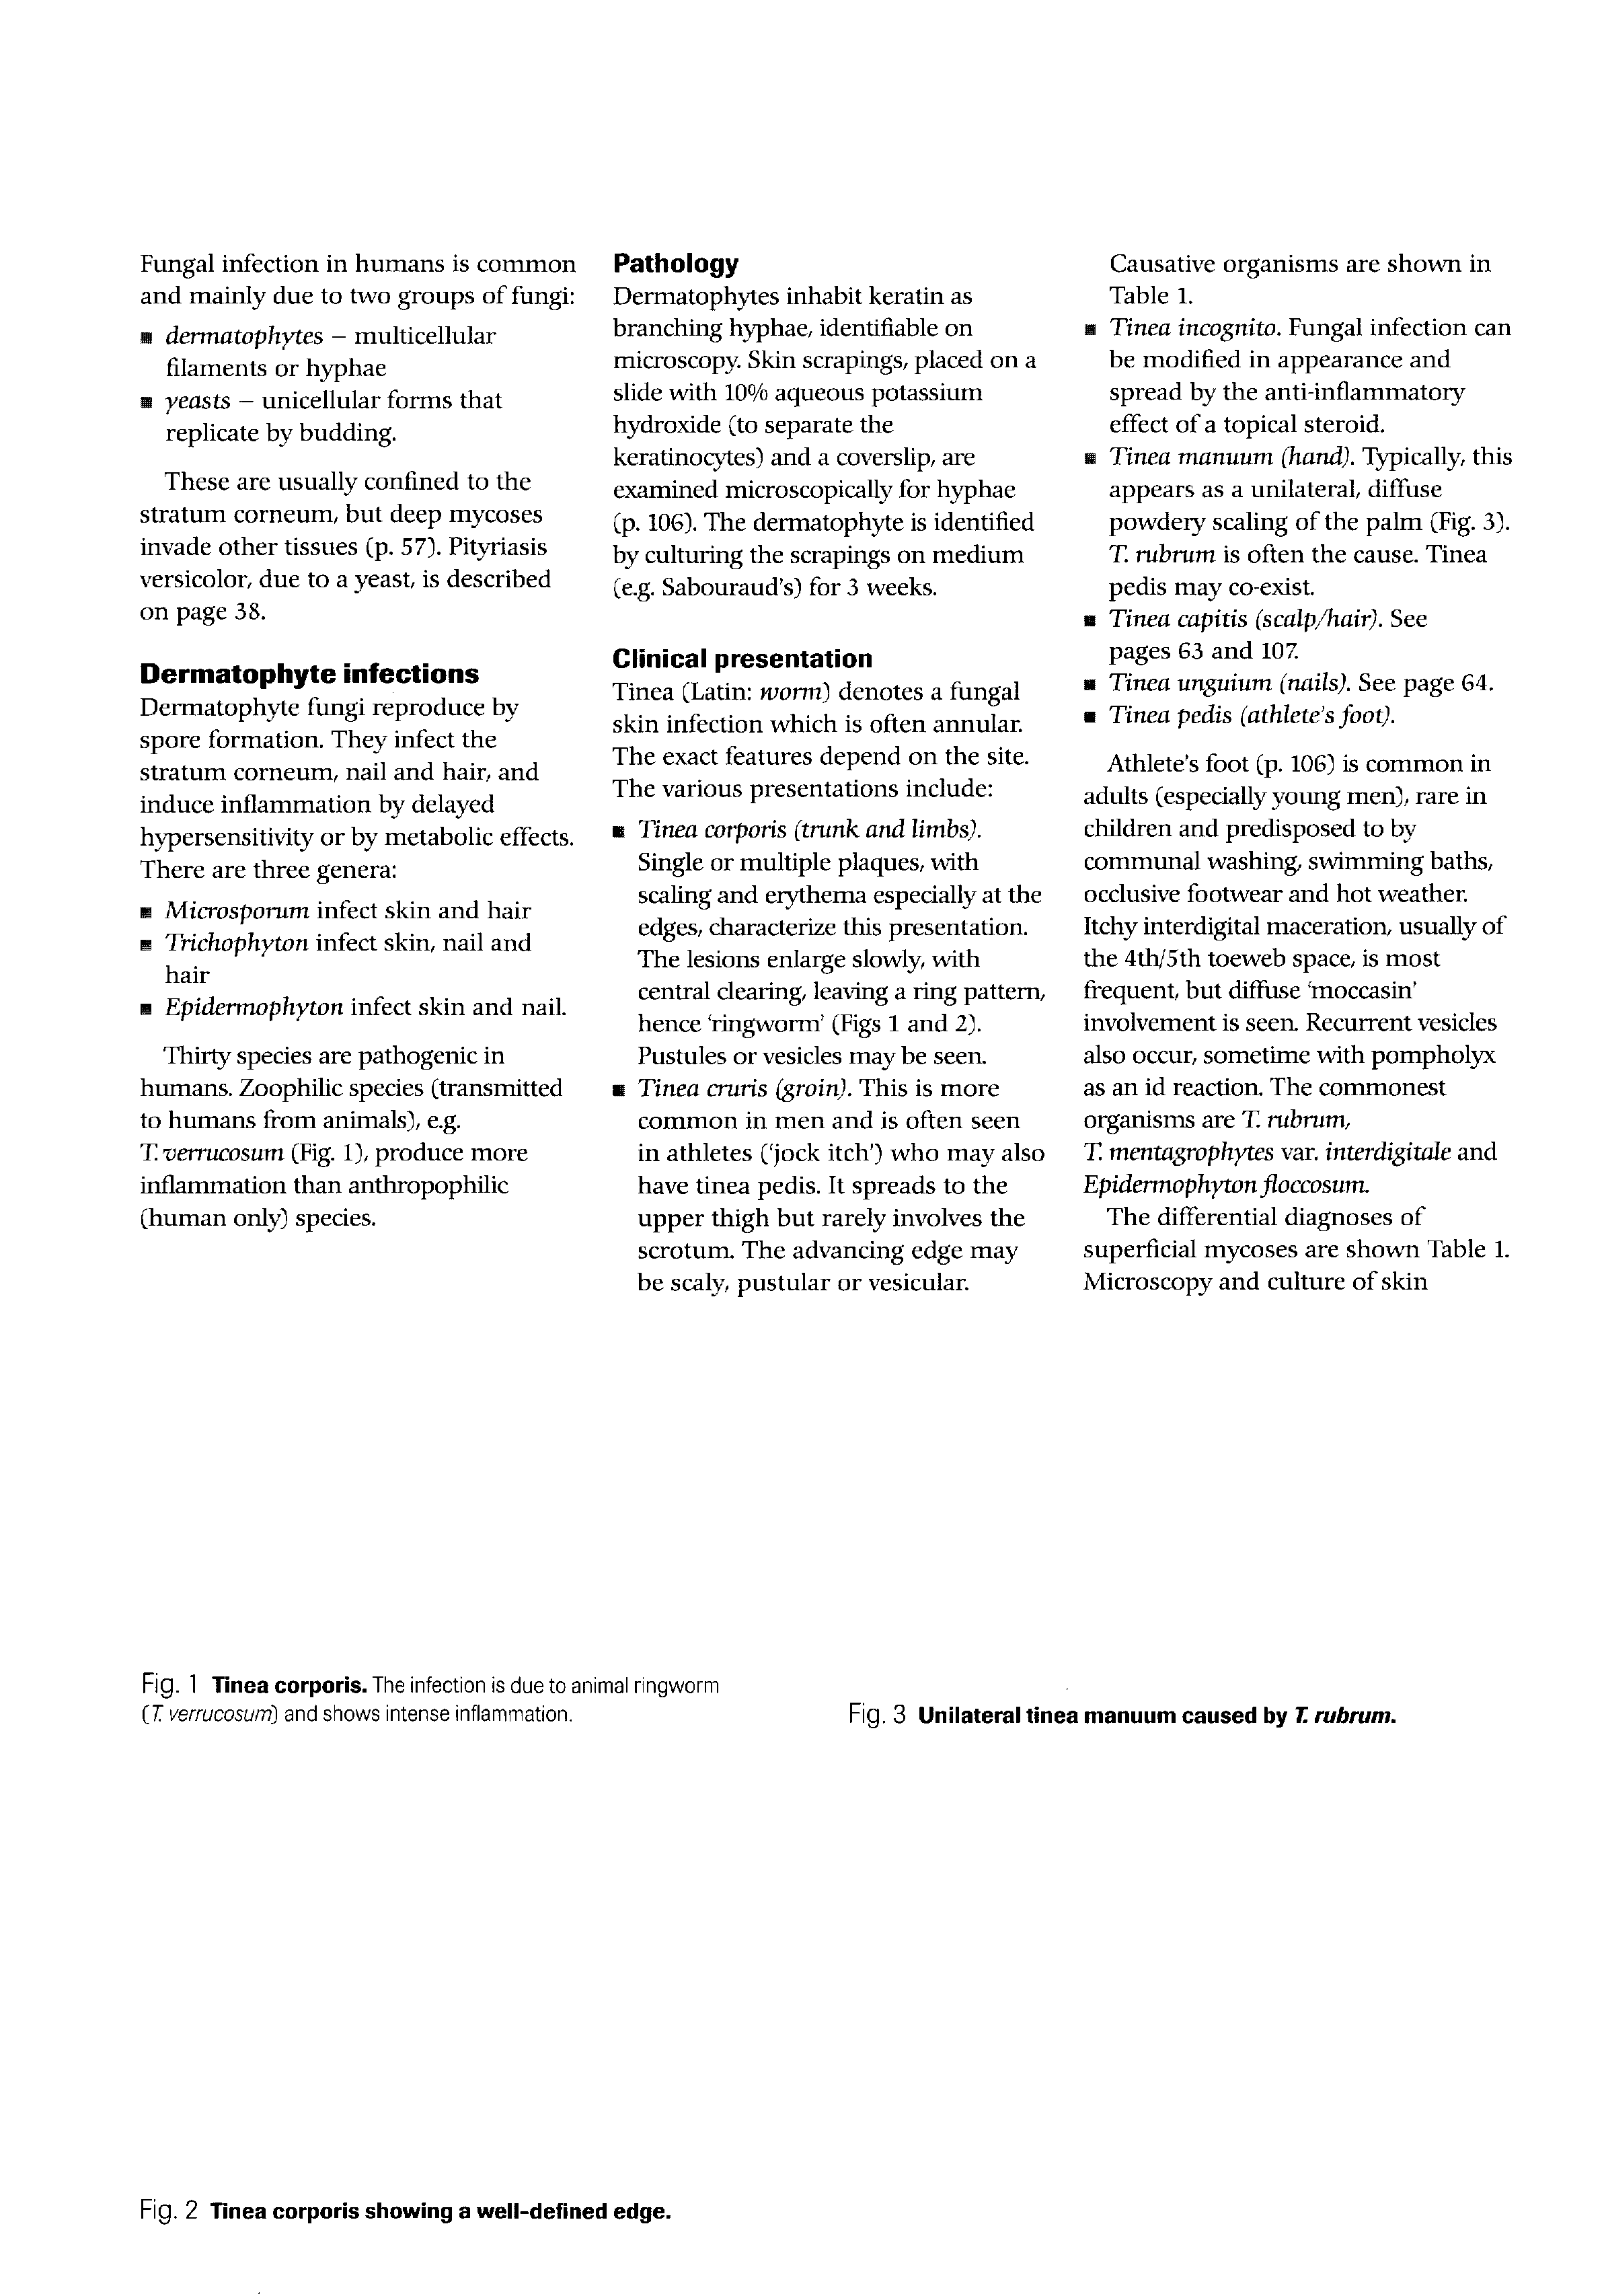 Fungal infection in humans is common
and mainly due to two groups of fungi:
■ dermatophytes – multicellular
filaments or hyphae
■ yeasts – unicellular forms that
replicate by budding.
These are usually confined to the
stratum corneum, but deep mycoses
invade other tissues (p. 57). Pityriasis
versicolor, due to a yeast, is described
on page 38.
Dermatophyte infections
Dermatophyte fungi reproduce by
spore formation. They infect the
stratum corneum, nail and hair, and
induce inflammation by delayed
hypersensitivity or by metabolic effects.
There are three genera:
■ Microsporum infect skin and hair
■ Trichophyton infect skin, nail and
hair
■ Epidermophyton infect skin and nail.
Thirty species are pathogenic in
humans. Zoophilic species (transmitted
to humans from animals), e.g.
T. verrucosum (Fig. 1), produce more
inflammation than anthropophilic
(human only) species.
Pathology
Dermatophytes inhabit keratin as
branching hyphae, identifiable on
microscopy. Skin scrapings, placed on a
slide with 10% aqueous potassium
hydroxide (to separate the
keratinocytes) and a coverslip, are
examined microscopically for hyphae
(p. 106). The dermatophyte is identified
by culturing the scrapings on medium
(e.g. Sabouraud's) for 3 weeks.
Clinical presentation
Tinea (Latin: worm) denotes a fungal
skin infection which is often annular.
The exact features depend on the site.
The various presentations include:
■ Tinea corporis (trunk and limbs).
Single or multiple plaques, with
scaling and erythema especially at the
edges, characterize this presentation.
The lesions enlarge slowly, with
central clearing, leaving a ring pattern,
hence 'ringworm' (Figs 1 and 2).
Pustules or vesicles may be seen.
■ Tinea cruris (groin). This is more
common in men and is often seen
in athletes ('jock itch') who may also
have tinea pedis. It spreads to the
upper thigh but rarely involves the
scrotum. The advancing edge may
be scaly, pustular or vesicular.
Causative organisms are shown in
Table 1.
■ Tinea incognito. Fungal infection can
be modified in appearance and
spread by the anti-inflammatory
effect of a topical steroid.
■ Tinea manuum (hand). Typically, this
appears as a unilateral, diffuse
powdery scaling of the palm (Fig. 3).
T. rubrum is often the cause. Tinea
pedis may co-exist.
■ Tinea capitis (scalp/hair). See
pages 63 and 107.
■ Tinea unguium (nails). See page 64.
■ Tinea pedis (athlete's foot).
Athlete's foot (p. 106) is common in
adults (especially young men), rare in
children and predisposed to by
communal washing, swimming baths,
occlusive footwear and hot weather.
Itchy interdigital maceration, usually of
the 4th/5th toeweb space, is most
frequent, but diffuse 'moccasin'
involvement is seen. Recurrent vesicles
also occur, sometime with pompholyx
as an id reaction. The commonest
organisms are T. rubrum,
T. mentagrophytes var. interdigitale and
Epidermophyton floccosum.
The differential diagnoses of
superficial mycoses are shown Table 1.
Microscopy and culture of skin
Fig. 1 Tinea corporis. The infection is due to animal ringworm
(T. verrucosum) and shows intense inflammation.
Fig. 3 Unilateral tinea manuum caused by T. rubrum.
Fig. 2 Tinea corporis showing a well-defined edge.